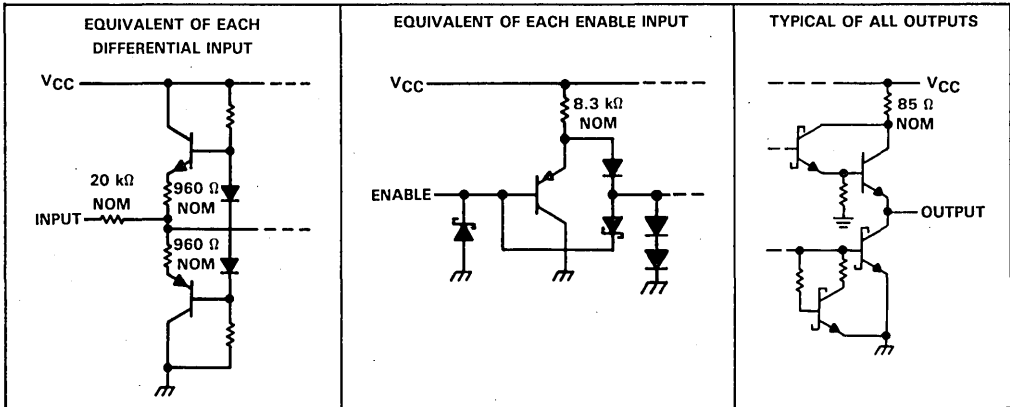 EQUIVALENT OF EACH
DIFFERENTIAL INPUT
VCC
20 kΩ
NOM
INPUT
960 Ω
NOM
960 Ω
NOM
EQUIVALENT OF EACH ENABLE INPUT
VCC
8.3 kΩ
NOM
ENABLE
TYPICAL OF ALL OUTPUTS
VCC
85 Ω
NOM
OUTPUT